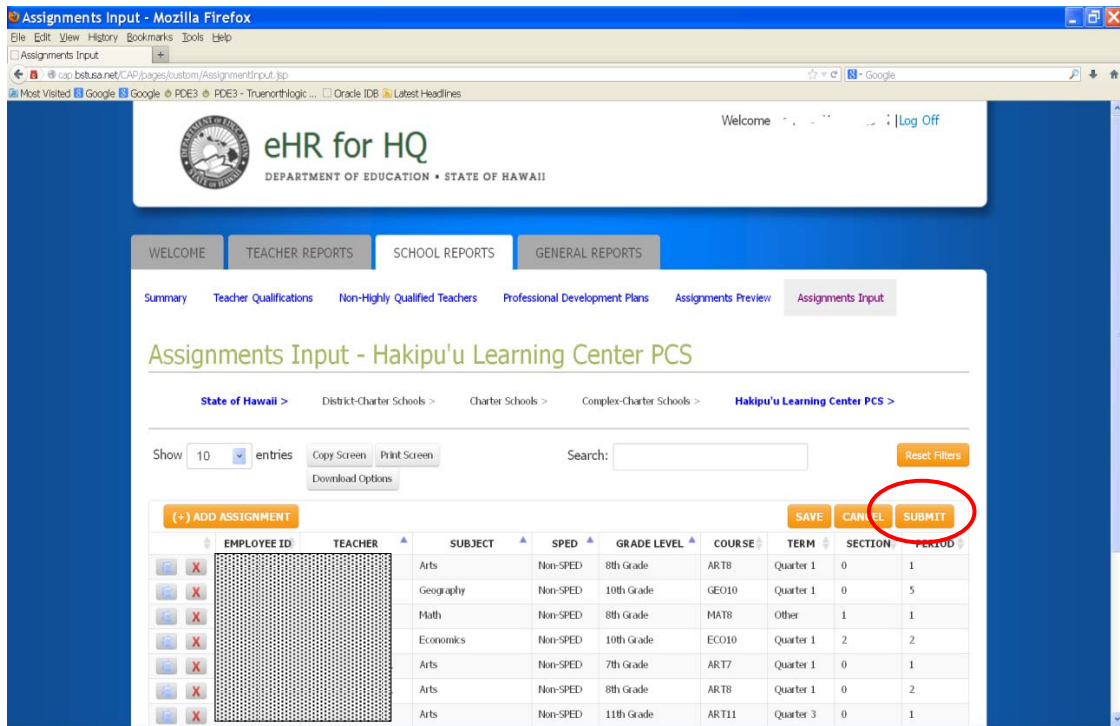 Assignments Input - Mozilla Firefox
File Edit View History Bookmarks Tools Help
Assignments Input +
cap.bstusa.net/CAP/pages/custom/AssignmentInput.jsp Google
Most Visited Google Google PDE3 PDE3 - Truenorthlogic ... Oracle IDB Latest Headlines
Welcome |Log Off
eHR for HQ
DEPARTMENT OF EDUCATION • STATE OF HAWAII
WELCOME TEACHER REPORTS SCHOOL REPORTS GENERAL REPORTS
Summary Teacher Qualifications Non-Highly Qualified Teachers Professional Development Plans Assignments Preview Assignments Input
Assignments Input - Hakipu'u Learning Center PCS
State of Hawaii > District-Charter Schools > Charter Schools > Complex-Charter Schools > Hakipu'u Learning Center PCS >
Show 10 entries Copy Screen Print Screen Search: Reset Filters
Download Options
(+) ADD ASSIGNMENT SAVE CANCEL SUBMIT
EMPLOYEE ID TEACHER SUBJECT SPED GRADE LEVEL COURSE TERM SECTION PERIOD
X Arts Non-SPED 8th Grade ART8 Quarter 1 0 1
X Geography Non-SPED 10th Grade GEO10 Quarter 1 0 5
X Math Non-SPED 8th Grade MAT8 Other 1 1
X Economics Non-SPED 10th Grade ECO10 Quarter 1 2 2
X Arts Non-SPED 7th Grade ART7 Quarter 1 0 1
X Arts Non-SPED 8th Grade ART8 Quarter 1 0 2
X Arts Non-SPED 11th Grade ART11 Quarter 3 0 1